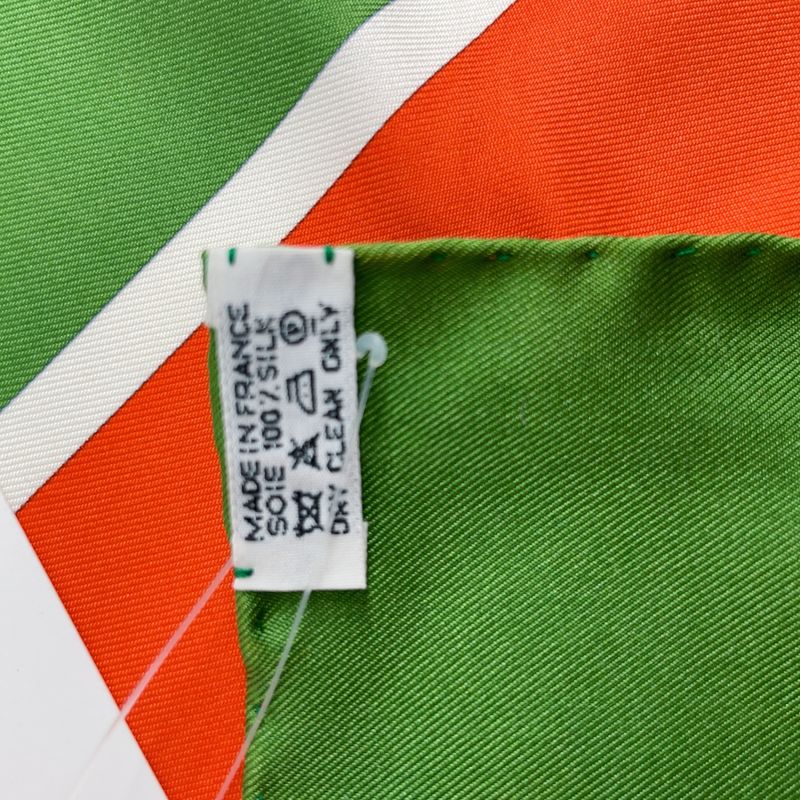 MADE IN FRANCE
SOIE 100% SILK
P
DRY CLEAN ONLY